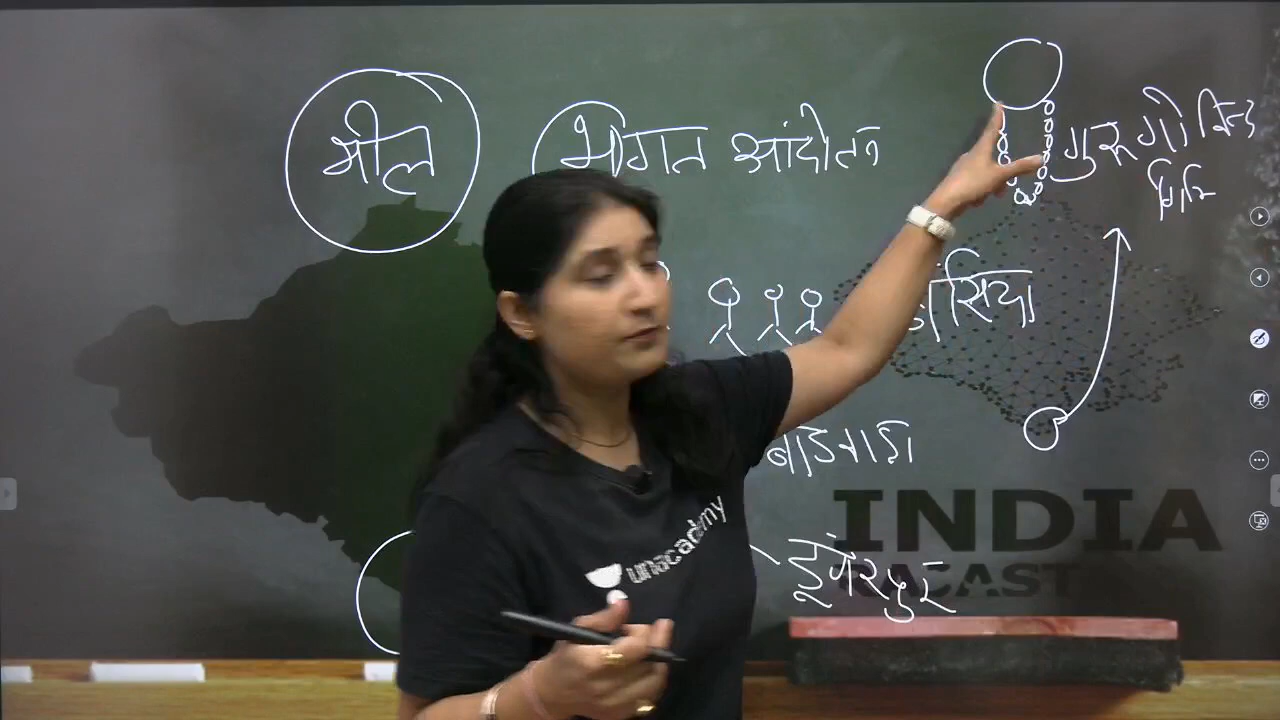 भील
भगत आंदोलन
गुरु गोविन्द
गिरि
सिया
बांसवाड़ा
डूंगरपुर
unacademy
INDIA